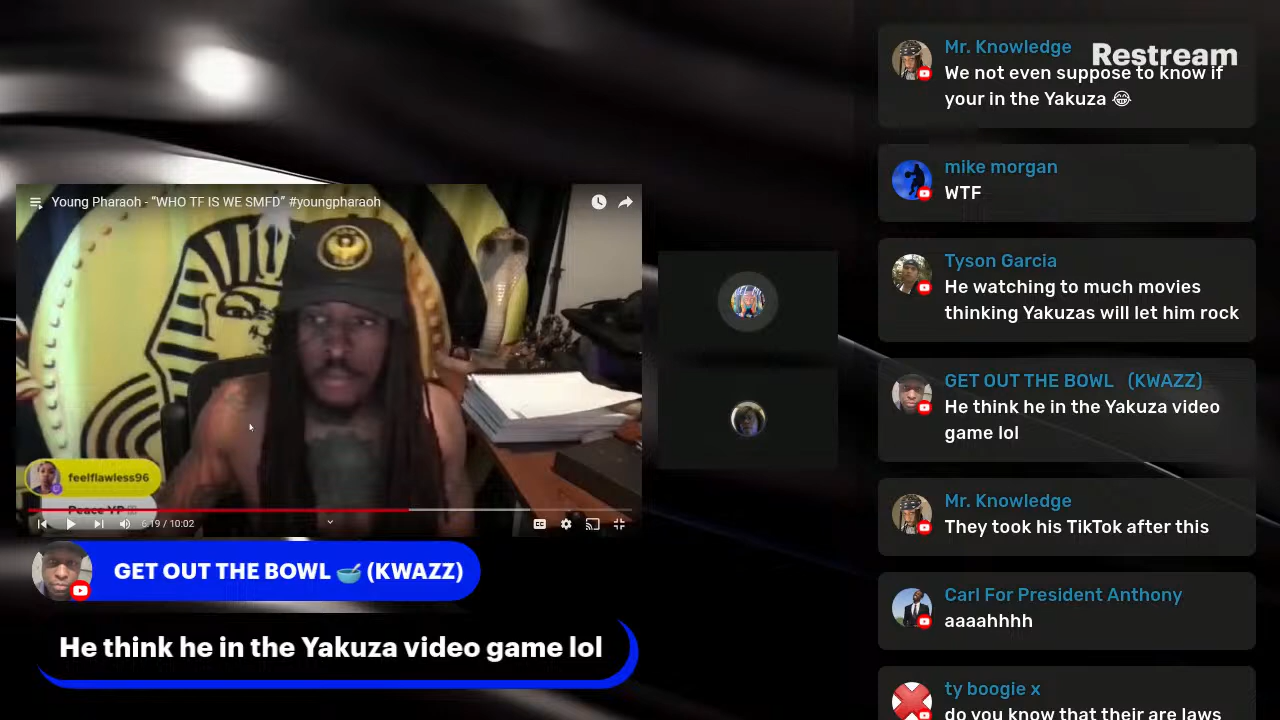 Young Pharaoh - "WHO TF IS WE SMFD" #youngpharaoh
feelflawless96
Peace YP
6:19 / 10:02
CC
GET OUT THE BOWL 🥣 (KWAZZ)
He think he in the Yakuza video game lol
Restream
Mr. Knowledge
We not even suppose to know if
your in the Yakuza 😂
mike morgan
WTF
Tyson Garcia
He watching to much movies
thinking Yakuzas will let him rock
GET OUT THE BOWL (KWAZZ)
He think he in the Yakuza video
game lol
Mr. Knowledge
They took his TikTok after this
Carl For President Anthony
aaaahhhh
ty boogie x
do you know that their are laws